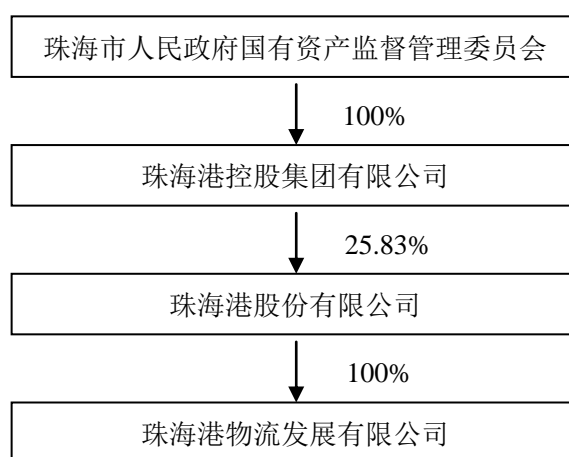 珠海市人民政府国有资产监督管理委员会
100%
珠海港控股集团有限公司
25.83%
珠海港股份有限公司
100%
珠海港物流发展有限公司